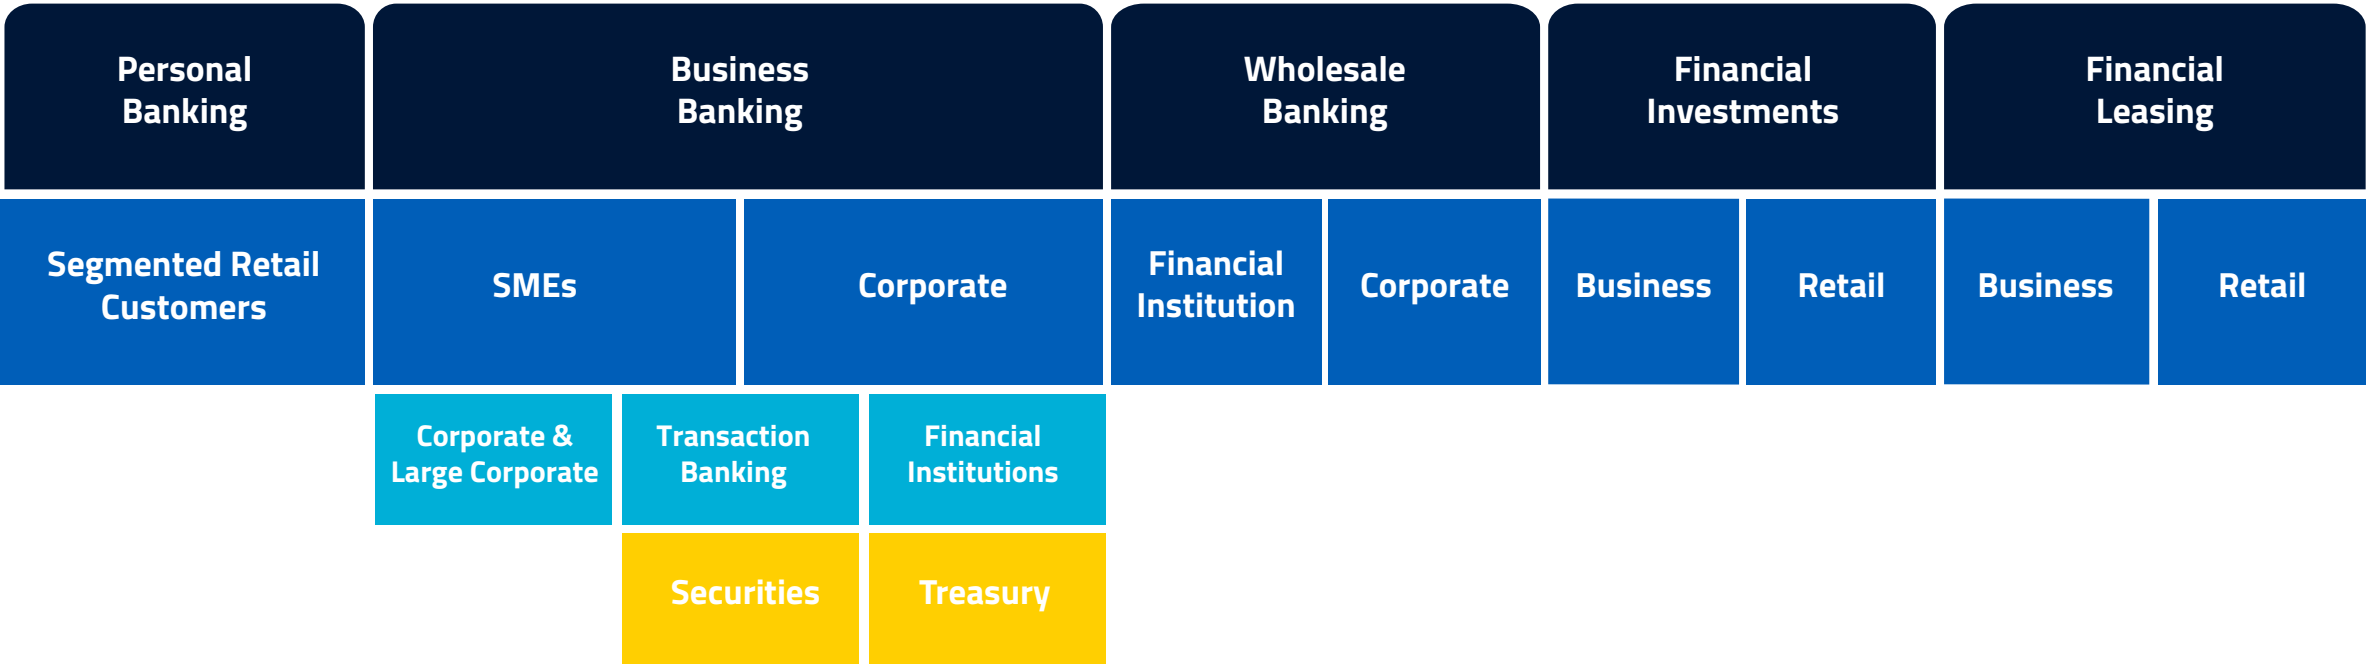 Personal
Banking
Business
Banking
Wholesale
Banking
Financial
Investments
Financial
Leasing
Segmented Retail
Customers
SMEs
Corporate
Financial
Institution
Corporate
Business
Retail
Business
Retail
Corporate &
Large Corporate
Transaction
Banking
Financial
Institutions
Securities
Treasury